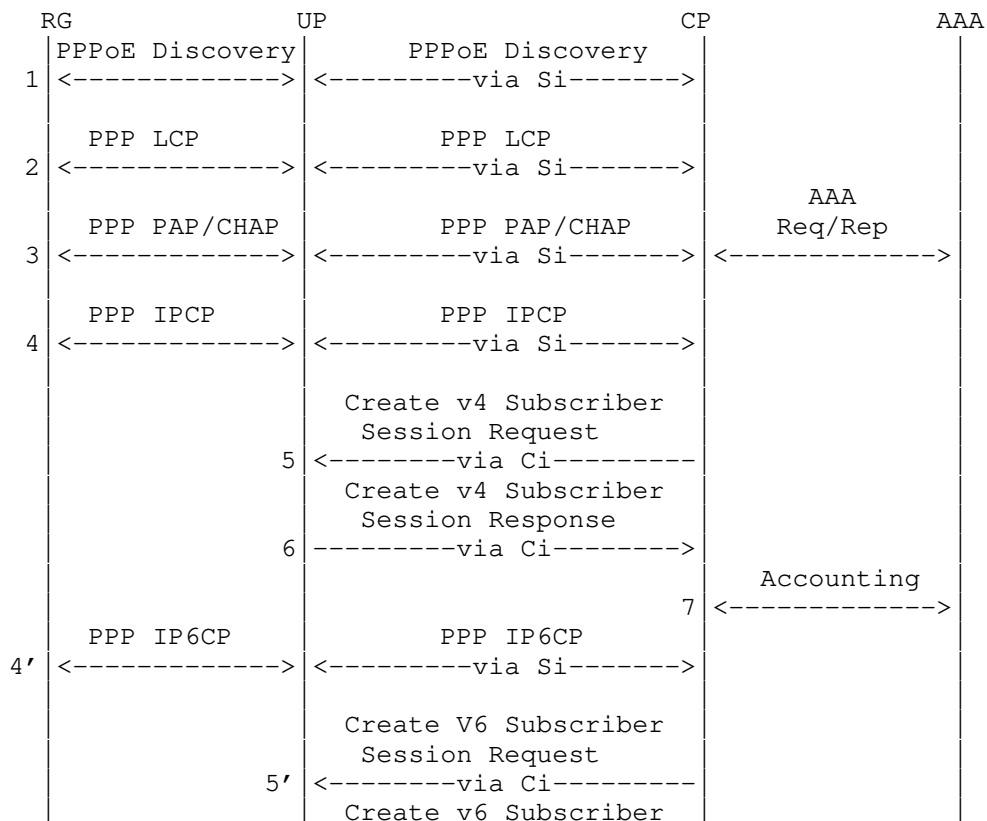 RG                UP                        CP               AAA
|PPPoE Discovery|      PPPoE Discovery    |                |
1|<------------->|<---------via Si------->|                |
|   PPP LCP     |         PPP LCP         |                |
2|<------------->|<---------via Si------->|                |
|               |                         |      AAA       |
|  PPP PAP/CHAP |        PPP PAP/CHAP     |    Req/Rep     |
3|<------------->|<---------via Si------->|<------------->|
|   PPP IPCP    |         PPP IPCP        |                |
4|<------------->|<---------via Si------->|                |
|               |  Create v4 Subscriber   |                |
|               |   Session Request       |                |
|              5|<--------via Ci---------|                |
|               |  Create v4 Subscriber   |                |
|               |   Session Response      |                |
|              6|---------via Ci-------->|                |
|               |                         |   Accounting   |
|               |                        7|<------------->|
|   PPP IP6CP   |         PPP IP6CP       |                |
4'|<------------->|<---------via Si------->|                |
|               |  Create V6 Subscriber   |                |
|               |   Session Request       |                |
|             5'|<--------via Ci---------|                |
|               |  Create v6 Subscriber   |                |